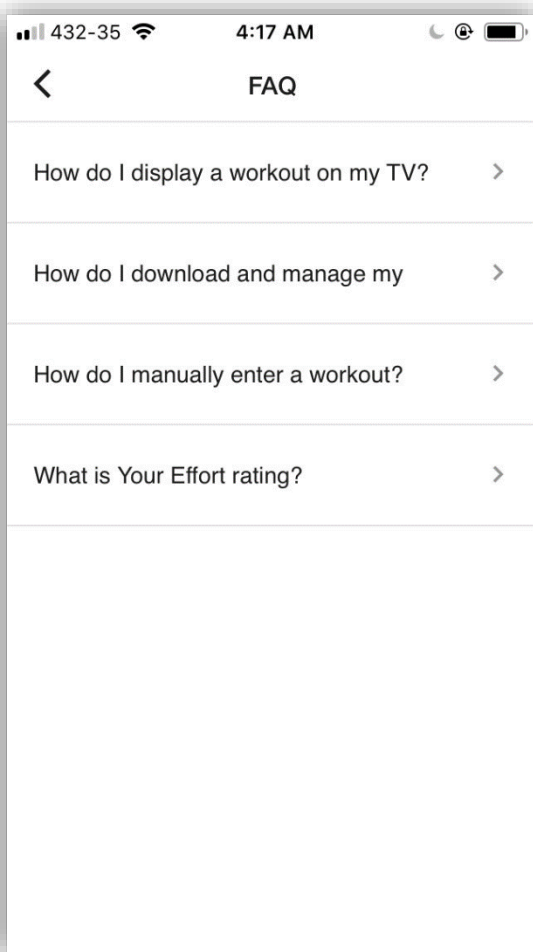 432-35 4:17 AM
FAQ
How do I display a workout on my TV?
How do I download and manage my
How do I manually enter a workout?
What is Your Effort rating?